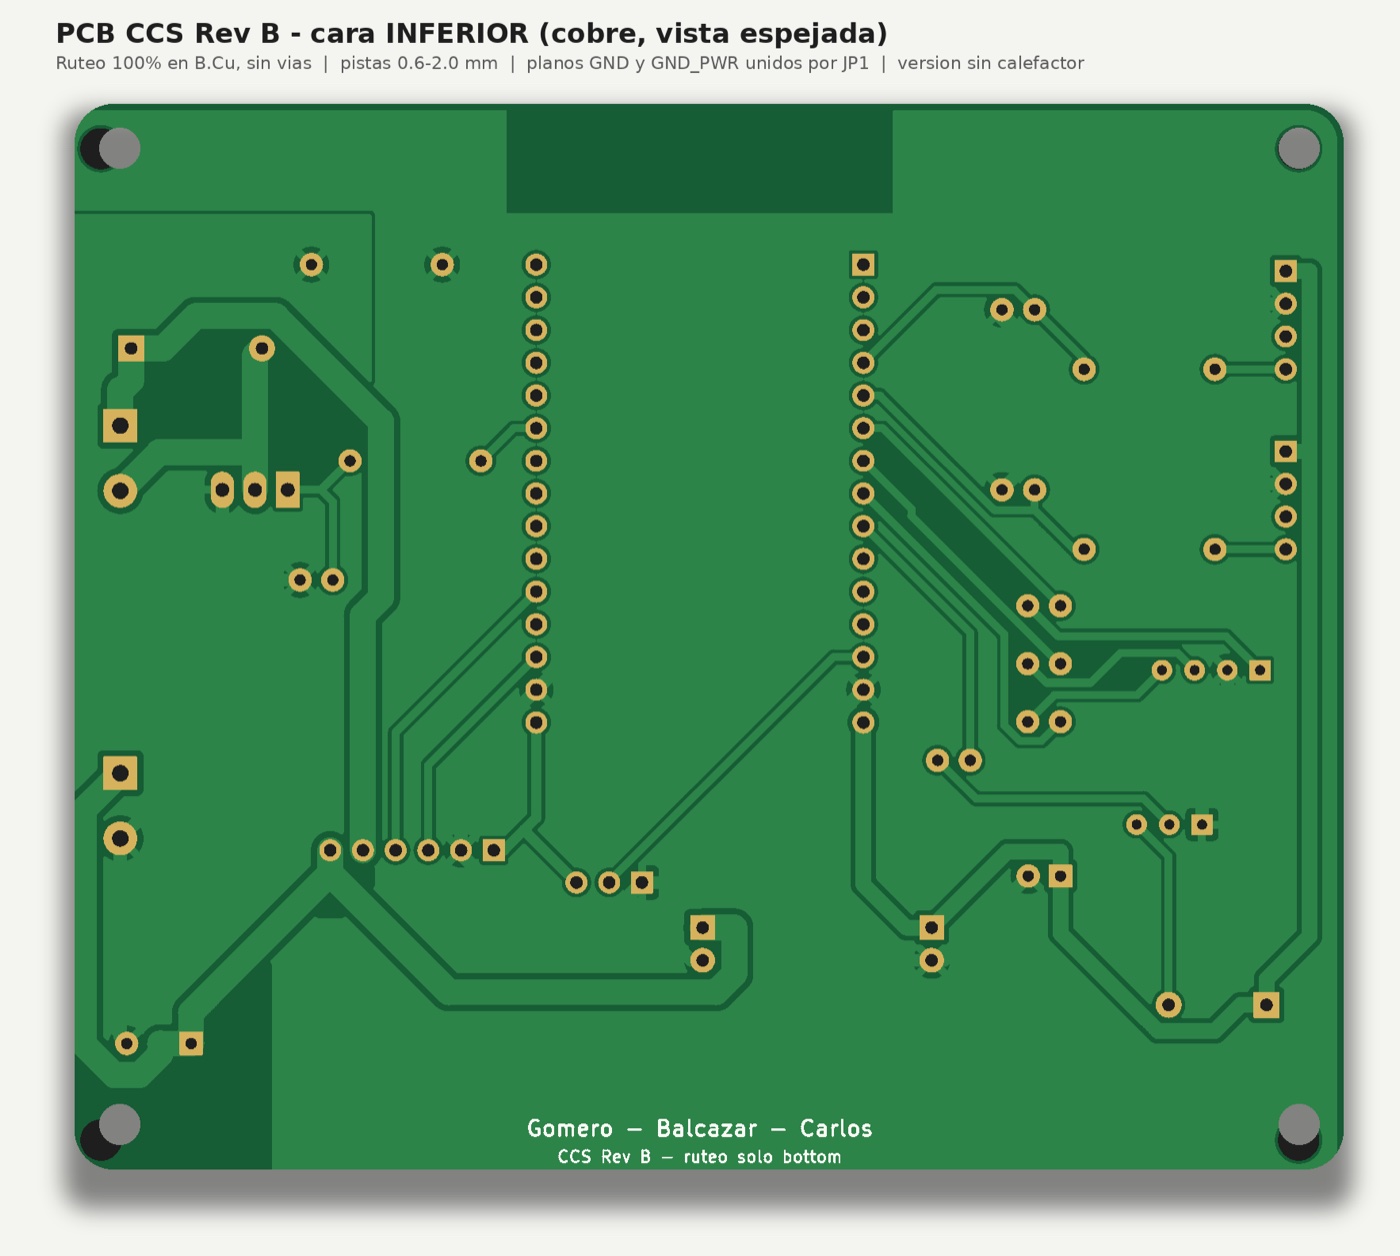 PCB CCS Rev B - cara INFERIOR (cobre, vista espejada)
Ruteo 100% en B.Cu, sin vias | pistas 0.6-2.0 mm | planos GND y GND_PWR unidos por JP1 | version sin calefactor
Gomero – Balcazar – Carlos
CCS Rev B – ruteo solo bottom